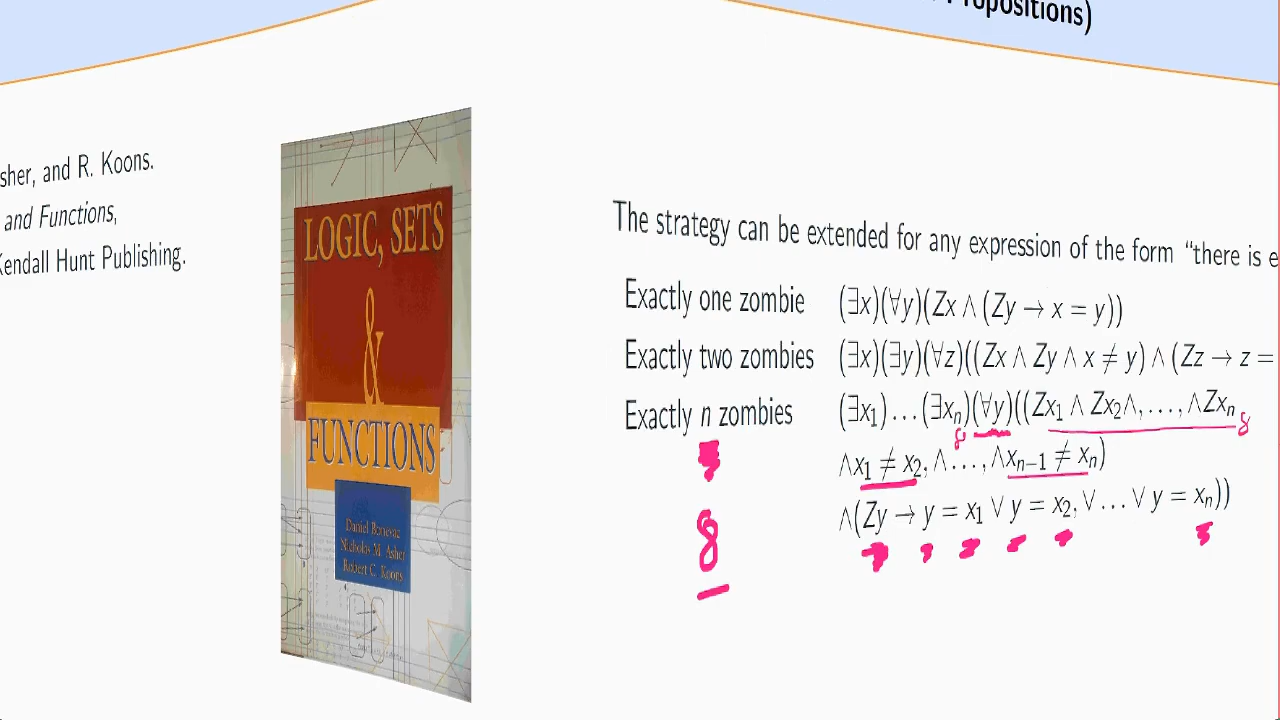 Propositions)
sher, and R. Koons.
and Functions,
Kendall Hunt Publishing.
LOGIC, SETS
&
FUNCTIONS
Daniel Bonevac
Nicholas M. Asher
Robert C. Koons
The strategy can be extended for any expression of the form “there is e
Exactly one zombie (∃x)(∀y)(Zx ∧ (Zy → x = y))
Exactly two zombies (∃x)(∃y)(∀z)((Zx ∧ Zy ∧ x ≠ y) ∧ (Zz → z =
Exactly n zombies (∃x₁)…(∃xₙ)(∀y)((Zx₁ ∧ Zx₂∧,…,∧Zxₙ
8 8
∧x₁ ≠ x₂,∧…,∧xₙ₋₁ ≠ xₙ)
∧(Zy → y = x₁ ∨ y = x₂,∨…∨ y = xₙ))
8